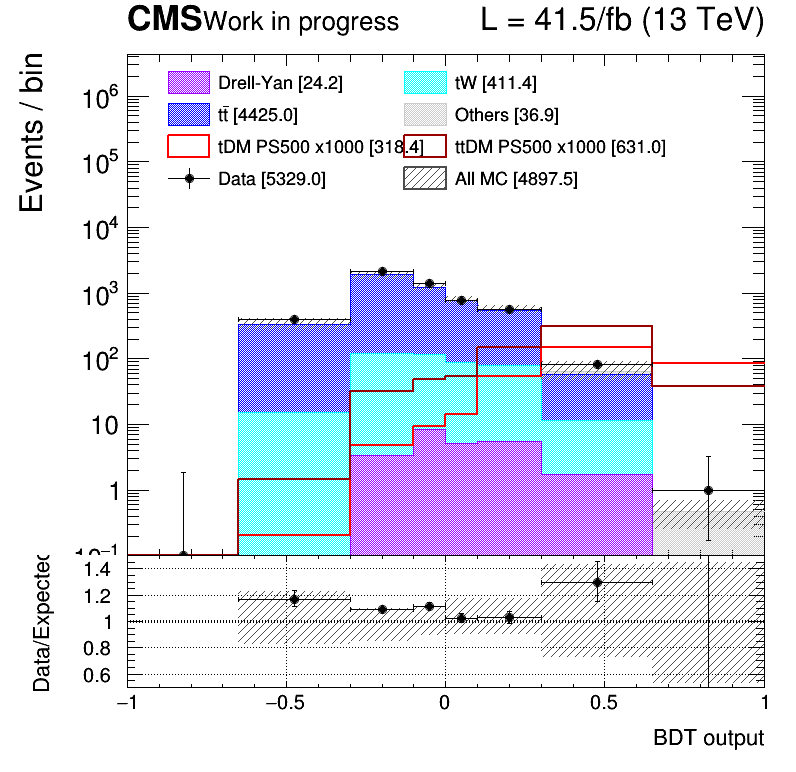 CMS Work in progress L = 41.5/fb (13 TeV)
Events / bin
Drell-Yan [24.2] tW [411.4]
tt̄ [4425.0] Others [36.9]
tDM PS500 x1000 [318.4] ttDM PS500 x1000 [631.0]
Data [5329.0] All MC [4897.5]
10⁶
10⁵
10⁴
10³
10²
10
1
10⁻¹
Data/Expected
1.4
1.2
1
0.8
0.6
−1 −0.5 0 0.5 1
BDT output